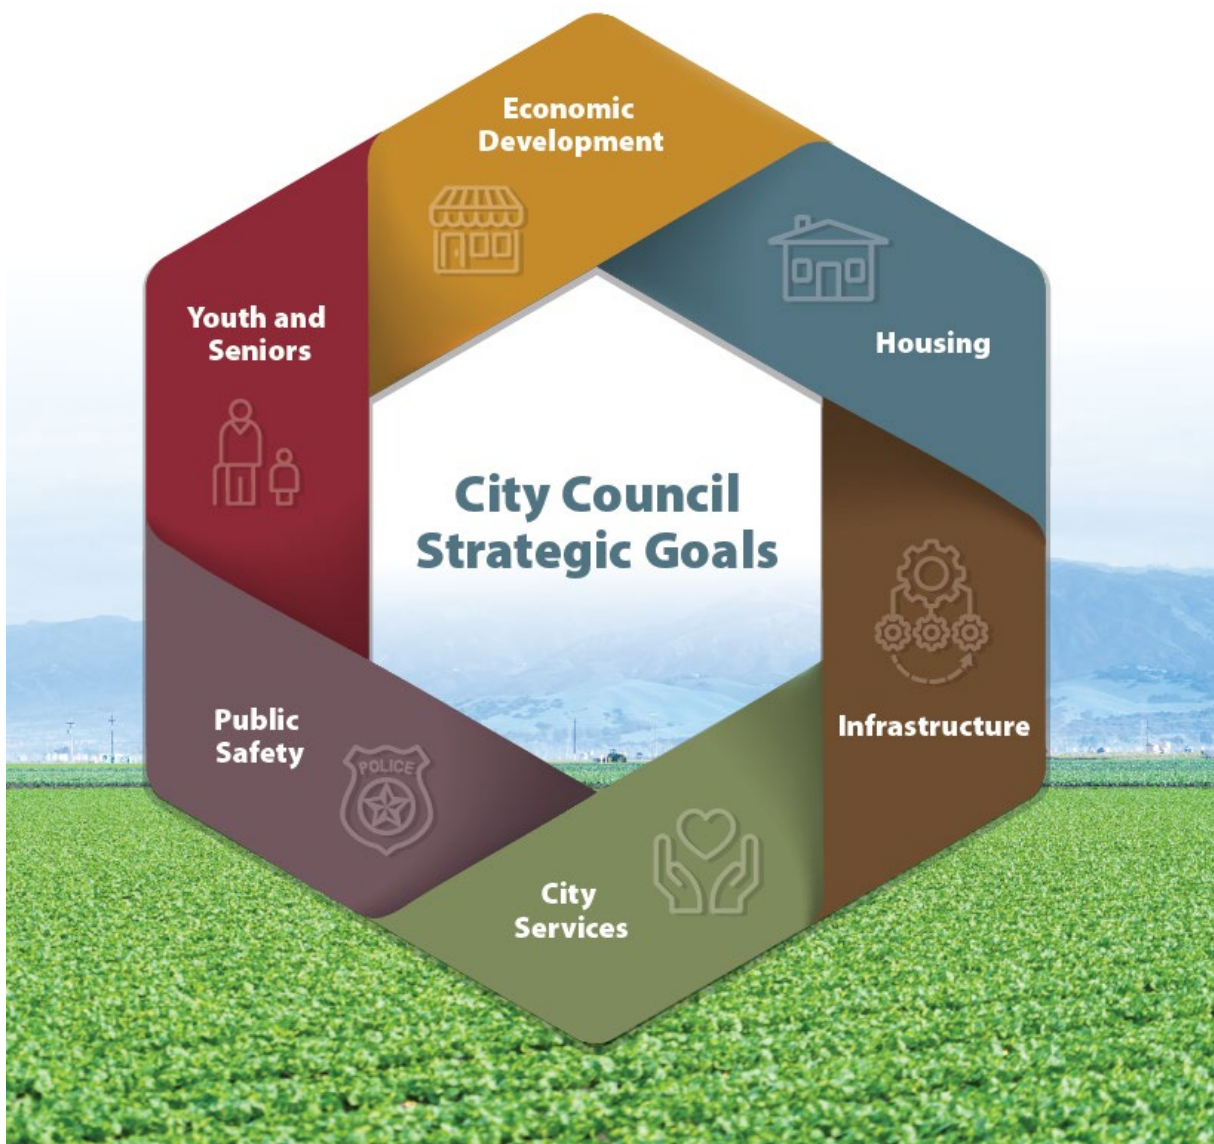 Economic
Development
Housing
Youth and
Seniors
City Council
Strategic Goals
Infrastructure
Public
Safety
POLICE
City
Services